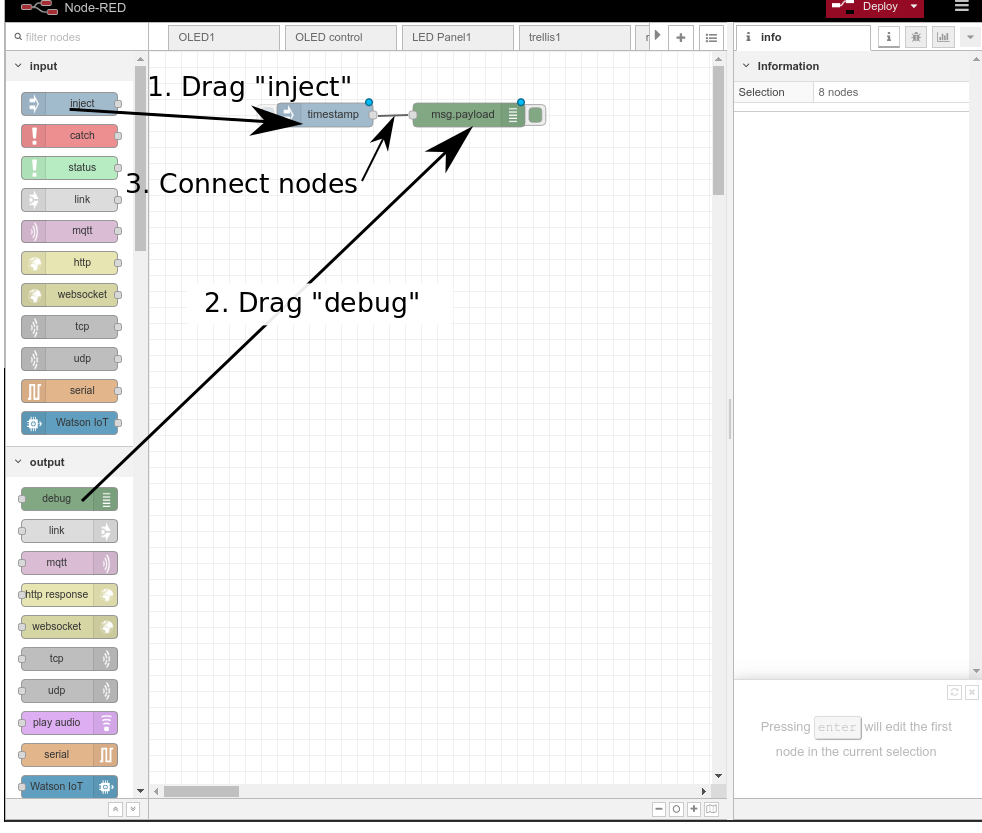 Node-RED
Deploy
filter nodes
OLED1
OLED control
LED Panel1
trellis1
info
input
Information
Selection
8 nodes
1. Drag "inject"
inject
timestamp
msg.payload
catch
status
3. Connect nodes
link
mqtt
http
websocket
2. Drag "debug"
tcp
udp
serial
Watson IoT
output
debug
link
mqtt
http response
websocket
tcp
udp
play audio
serial
Watson IoT
Pressing enter will edit the first
node in the current selection